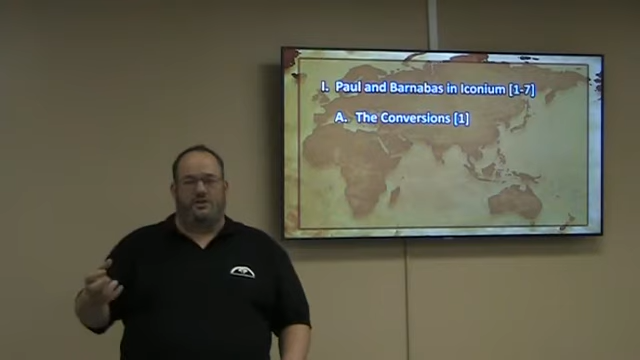 I. Paul and Barnabas in Iconium [1-7]
A. The Conversions [1]